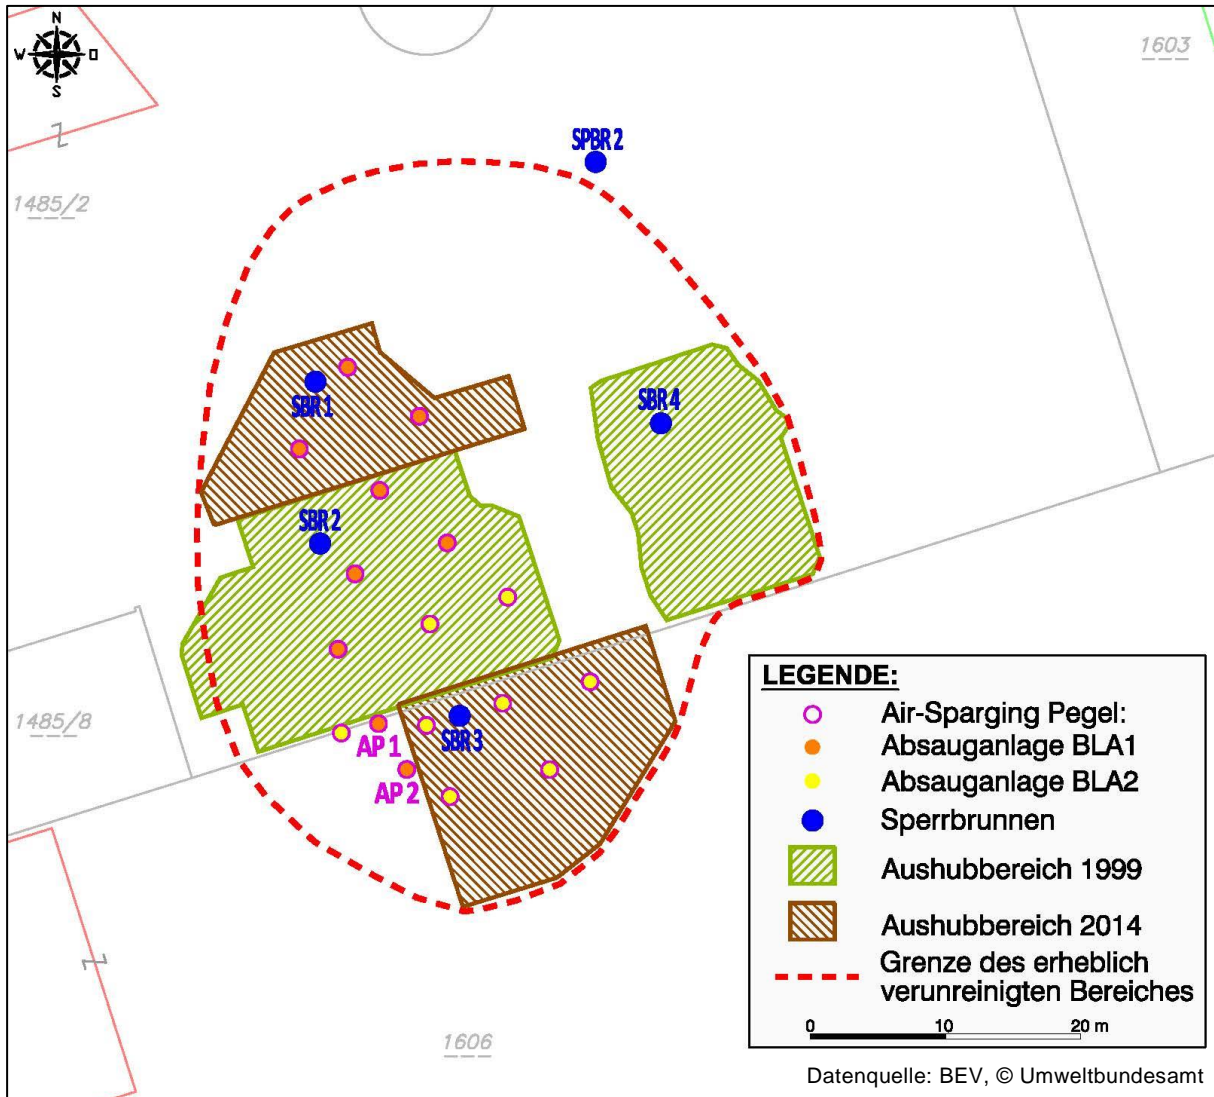 N
W O
S
1603
SPBR 2
1485/2
SBR 1
SBR 4
SBR 2
1485/8
AP 1
SBR 3
AP 2
LEGENDE:
Air-Sparging Pegel:
Absauganlage BLA1
Absauganlage BLA2
Sperrbrunnen
Aushubbereich 1999
Aushubbereich 2014
Grenze des erheblich
verunreinigten Bereiches
0 10 20 m
1606
Datenquelle: BEV, © Umweltbundesamt